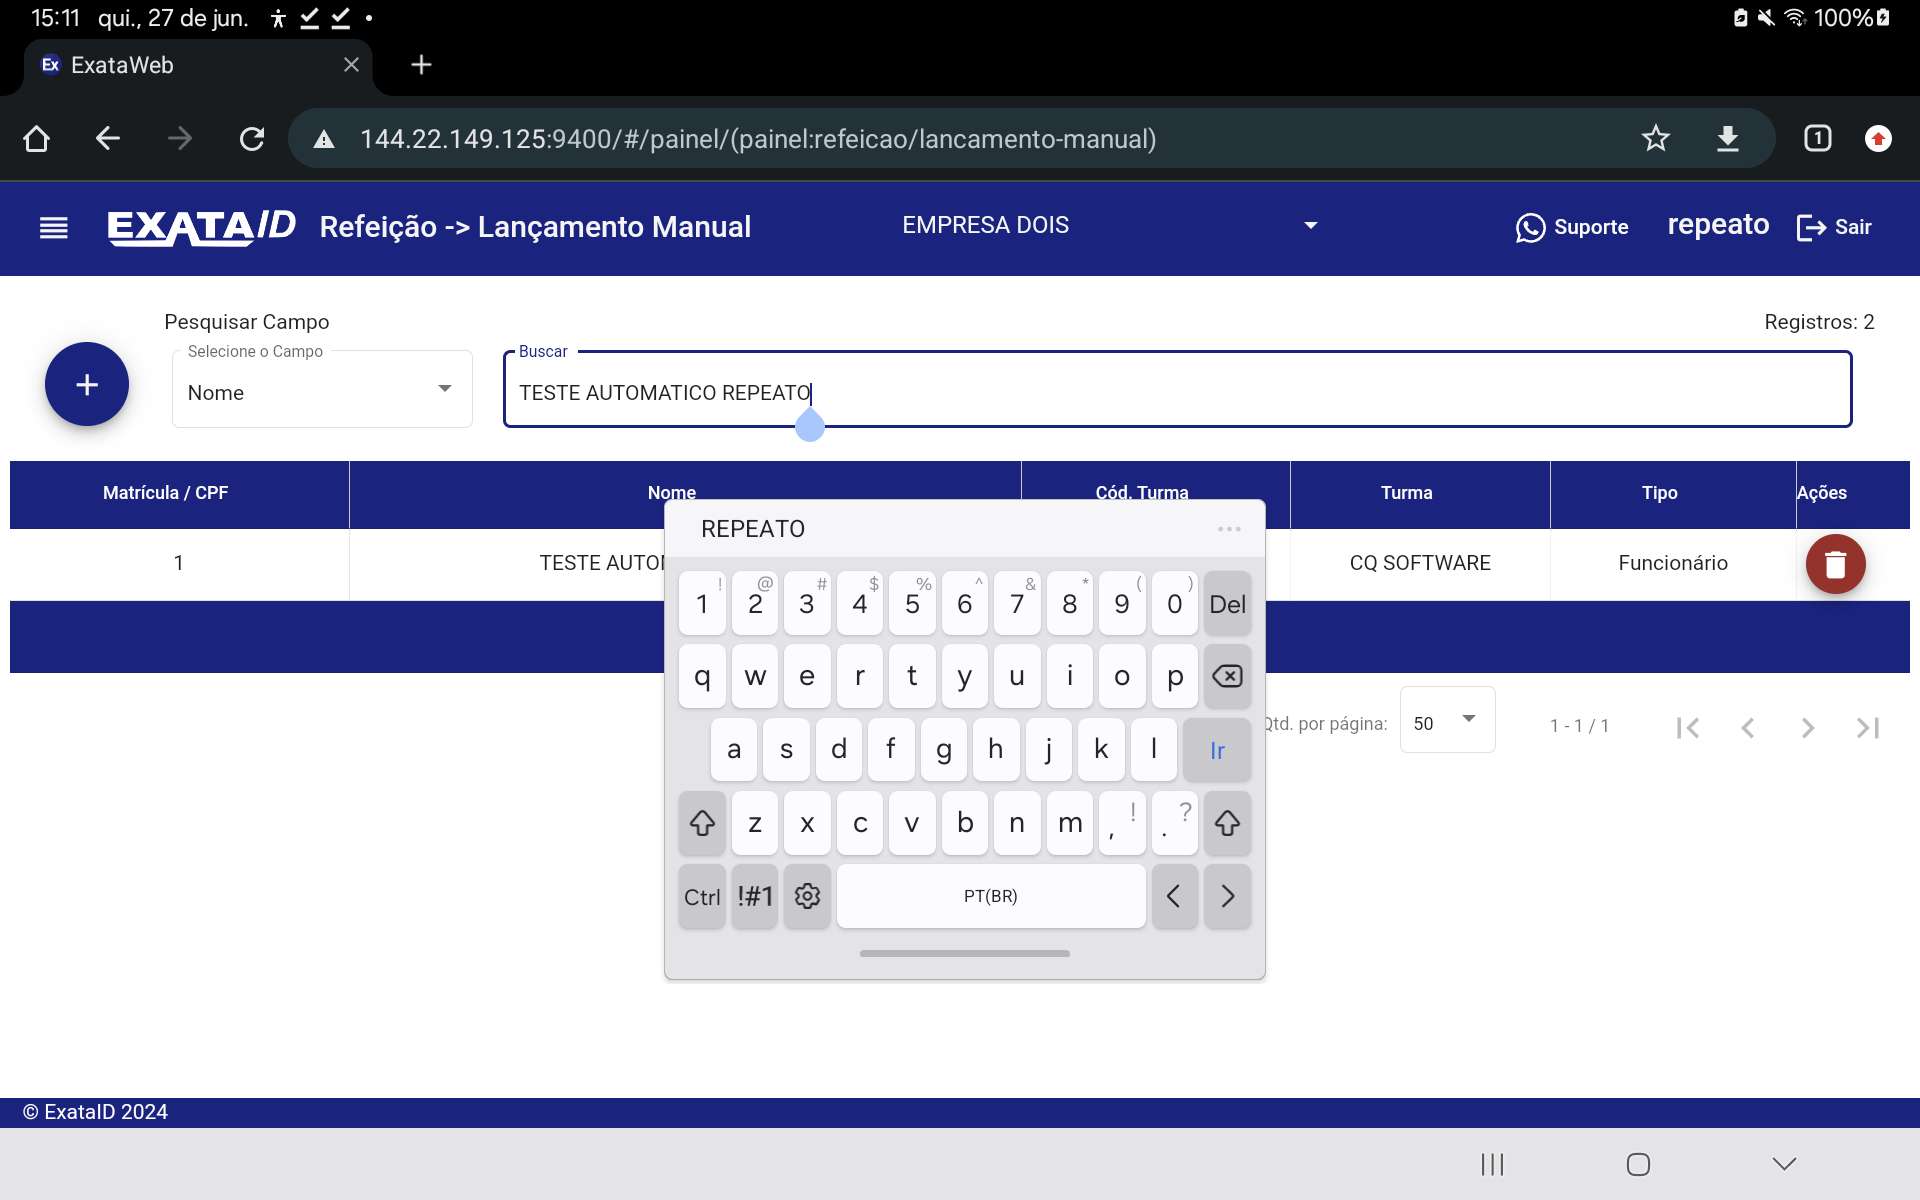 15:11 qui., 27 de jun. 100%
Ex ExataWeb
144.22.149.125:9400/#/painel/(painel:refeicao/lancamento-manual) 1
EXATAID Refeição -> Lançamento Manual EMPRESA DOIS Suporte repeato Sair
Pesquisar Campo Registros: 2
Selecione o Campo Buscar
Nome TESTE AUTOMATICO REPEATO
Matrícula / CPF Nome Cód. Turma Turma Tipo Ações
1 TESTE AUTO CQ SOFTWARE Funcionário
REPEATO ...
! @ # $ % ^ & * ( )
1 2 3 4 5 6 7 8 9 0 Del
q w e r t y u i o p
Qtd. por página: 50 1 - 1 / 1
a s d f g h j k l Ir
z x c v b n m , ! . ?
Ctrl !#1 PT(BR) < >
© ExataID 2024